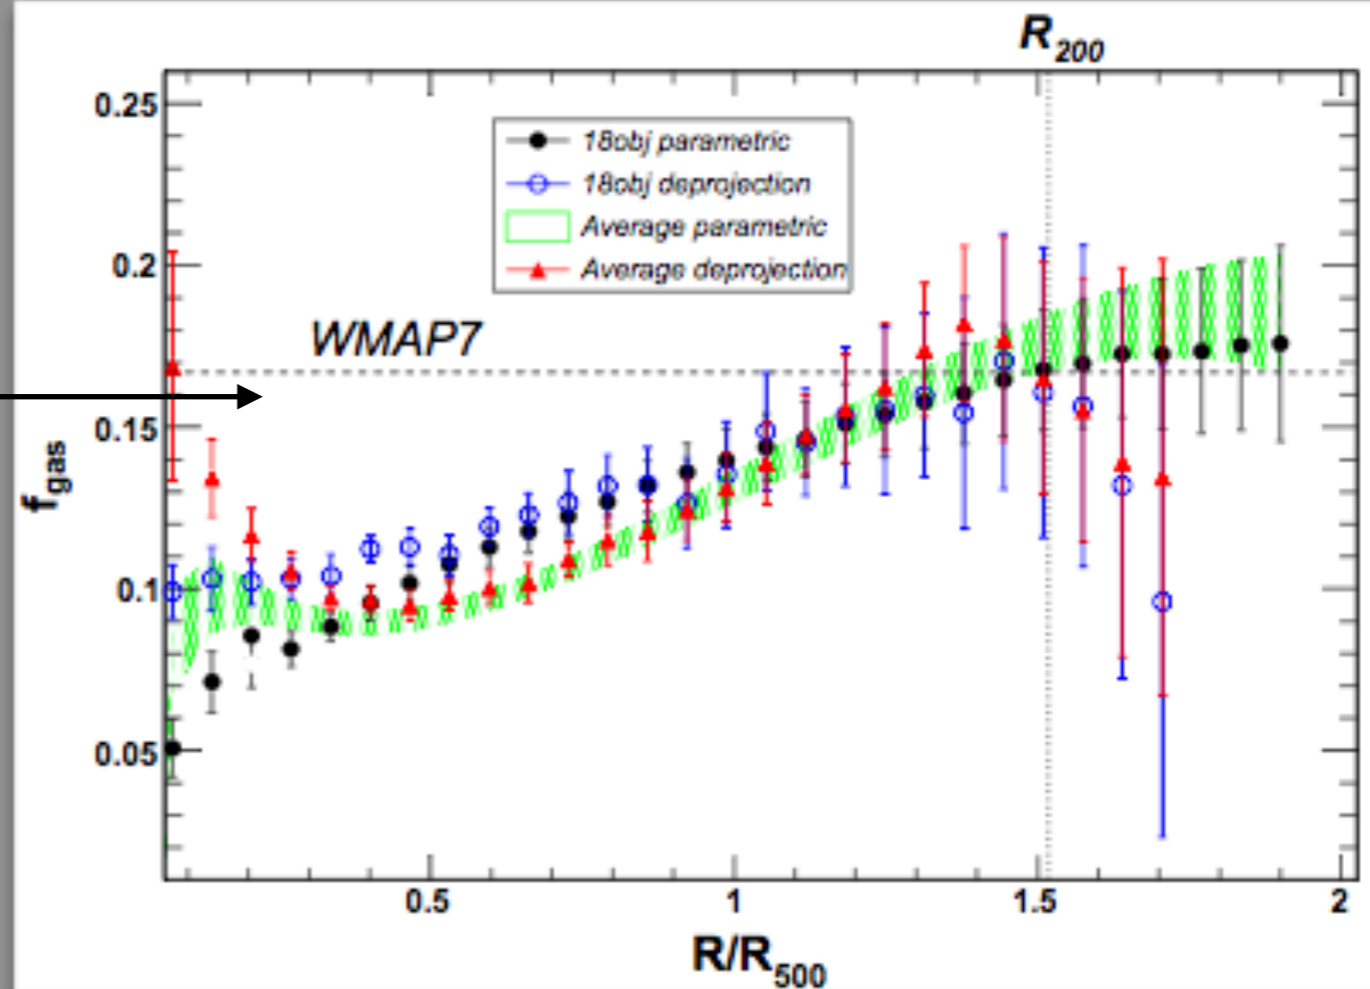 R200
0.25
18obj parametric
18obj deprojection
Average parametric
Average deprojection
0.2
WMAP7
0.15
fgas
0.1
0.05
0.5
1
1.5
2
R/R500